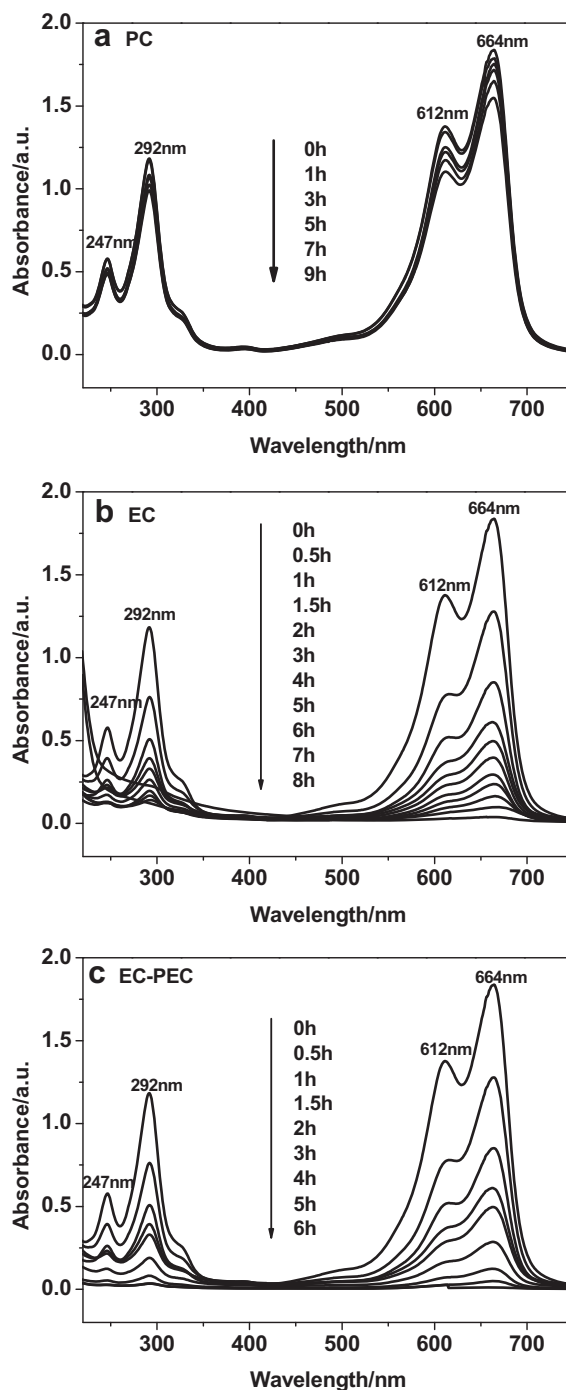 a PC
2.0
1.5
1.0
0.5
0.0
Absorbance/a.u.
247nm
292nm
612nm
664nm
0h
1h
3h
5h
7h
9h
300 400 500 600 700
Wavelength/nm
b EC
2.0
1.5
1.0
0.5
0.0
Absorbance/a.u.
247nm
292nm
612nm
664nm
0h
0.5h
1h
1.5h
2h
3h
4h
5h
6h
7h
8h
300 400 500 600 700
Wavelength/nm
c EC-PEC
2.0
1.5
1.0
0.5
0.0
Absorbance/a.u.
247nm
292nm
612nm
664nm
0h
0.5h
1h
1.5h
2h
3h
4h
5h
6h
300 400 500 600 700
Wavelength/nm